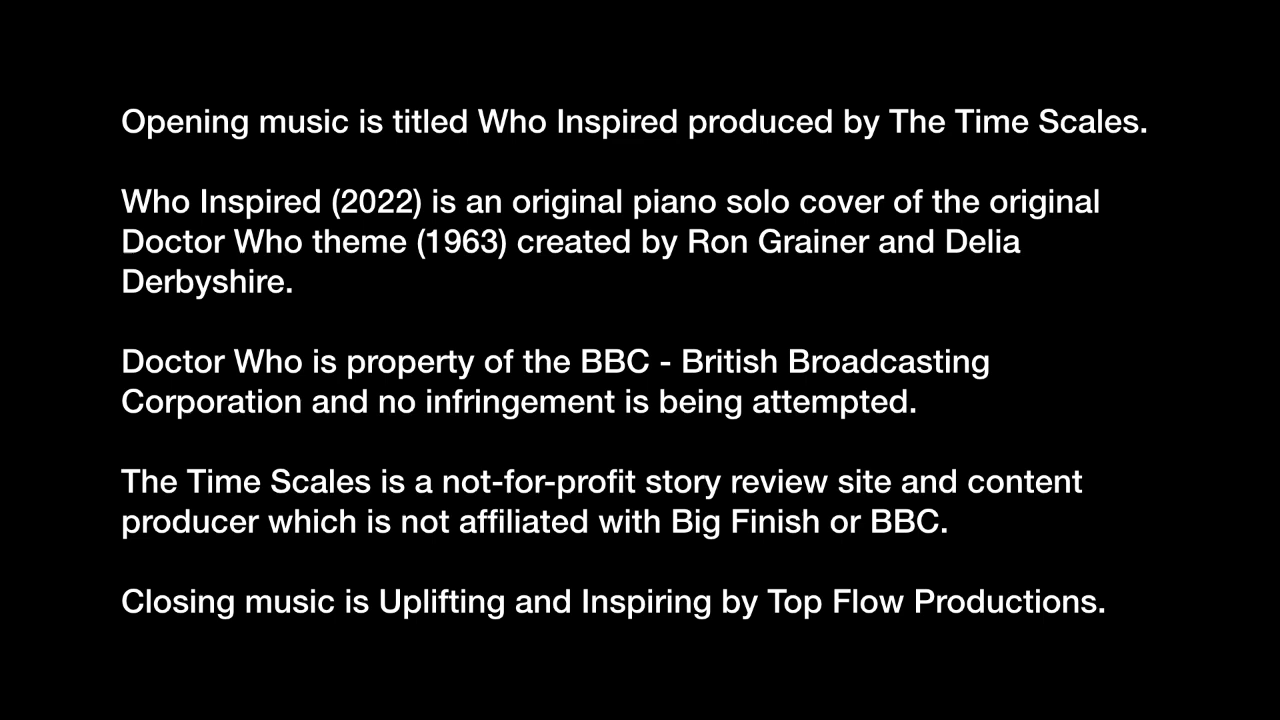 Opening music is titled Who Inspired produced by The Time Scales.
Who Inspired (2022) is an original piano solo cover of the original
Doctor Who theme (1963) created by Ron Grainer and Delia
Derbyshire.
Doctor Who is property of the BBC - British Broadcasting
Corporation and no infringement is being attempted.
The Time Scales is a not-for-profit story review site and content
producer which is not affiliated with Big Finish or BBC.
Closing music is Uplifting and Inspiring by Top Flow Productions.